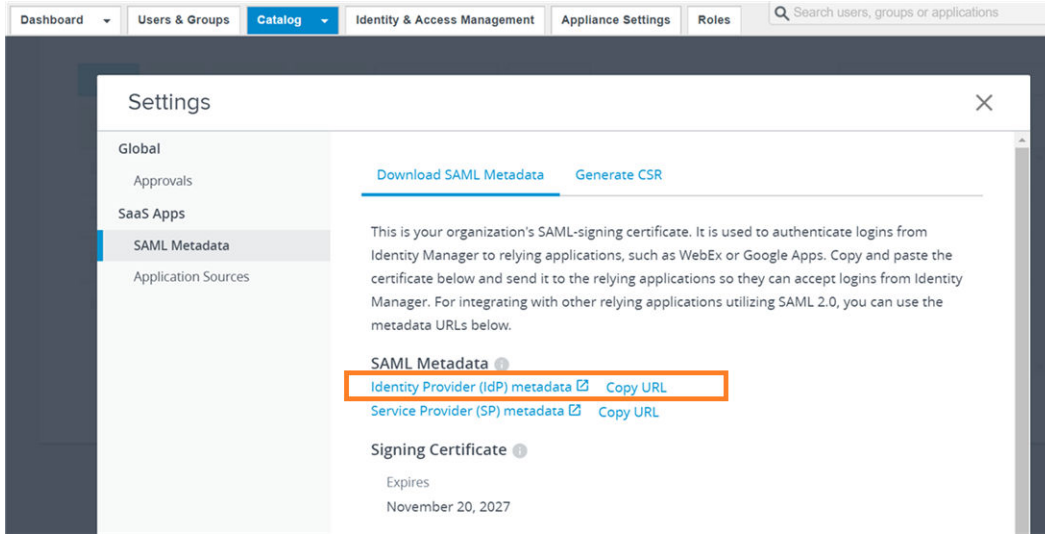 Dashboard Users & Groups Catalog Identity & Access Management Appliance Settings Roles Search users, groups or applications
Settings
Global
Approvals
SaaS Apps
SAML Metadata
Application Sources
Download SAML Metadata Generate CSR
This is your organization's SAML-signing certificate. It is used to authenticate logins from
Identity Manager to relying applications, such as WebEx or Google Apps. Copy and paste the
certificate below and send it to the relying applications so they can accept logins from Identity
Manager. For integrating with other relying applications utilizing SAML 2.0, you can use the
metadata URLs below.
SAML Metadata
Identity Provider (IdP) metadata Copy URL
Service Provider (SP) metadata Copy URL
Signing Certificate
Expires
November 20, 2027